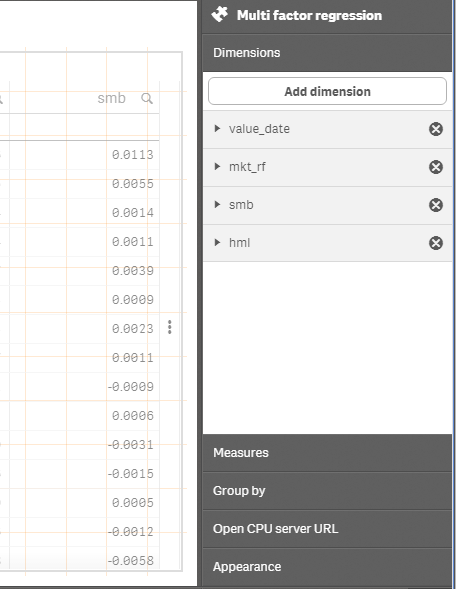 Multi factor regression
Dimensions
Add dimension
value_date
mkt_rf
smb
hml
Measures
Group by
Open CPU server URL
Appearance
smb
0.0113
0.0055
0.0014
0.0011
0.0039
0.0009
0.0023
0.0011
-0.0009
0.0006
-0.0031
-0.0015
0.0005
-0.0012
-0.0058